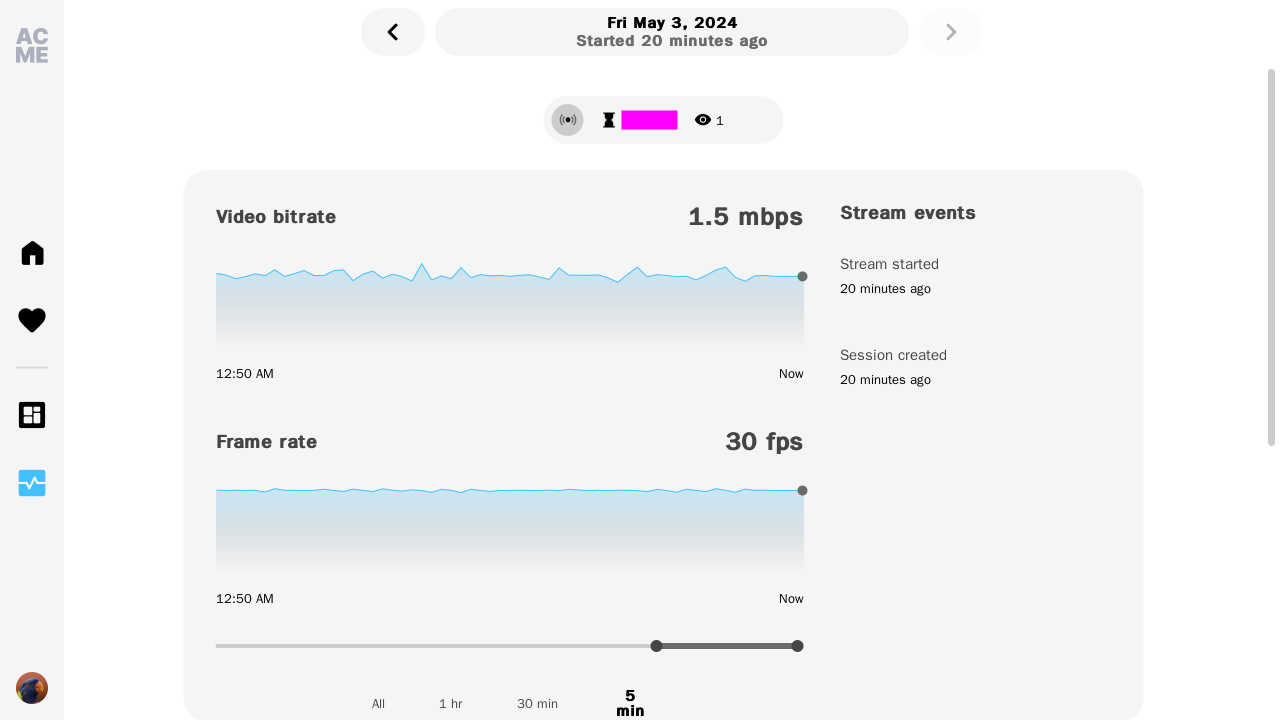 AC
ME
Fri May 3, 2024
Started 20 minutes ago
1
Video bitrate
1.5 mbps
12:50 AM
Now
Frame rate
30 fps
12:50 AM
Now
All
1 hr
30 min
5
min
Stream events
Stream started
20 minutes ago
Session created
20 minutes ago